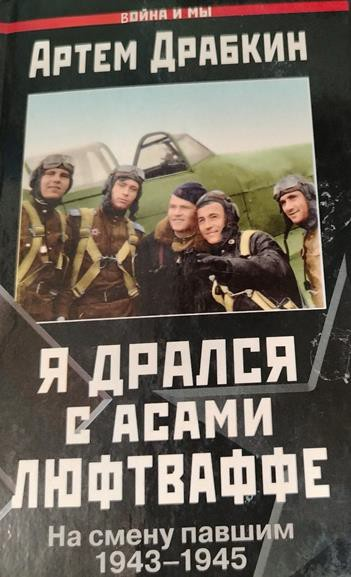 ВОЙНА И МЫ
АРТЕМ ДРАБКИН
Я ДРАЛСЯ
С АСАМИ
ЛЮФТВАФФЕ
На смену павшим
1943–1945